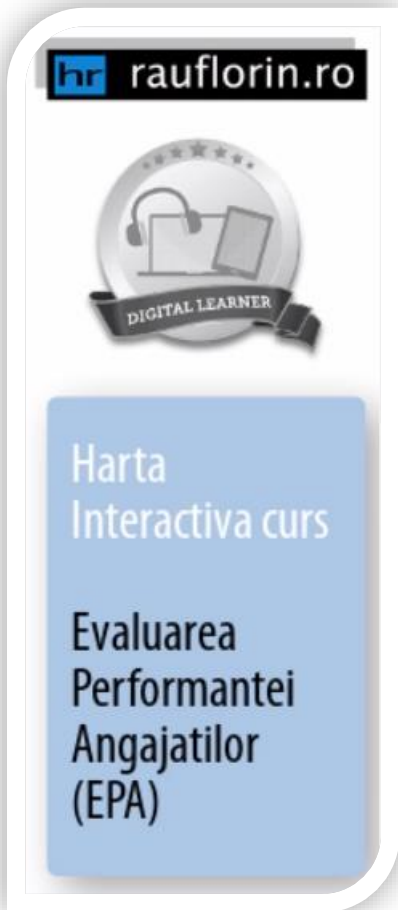 hr rauflorin.ro
DIGITAL LEARNER
Harta
Interactiva curs
Evaluarea
Performantei
Angajatilor
(EPA)